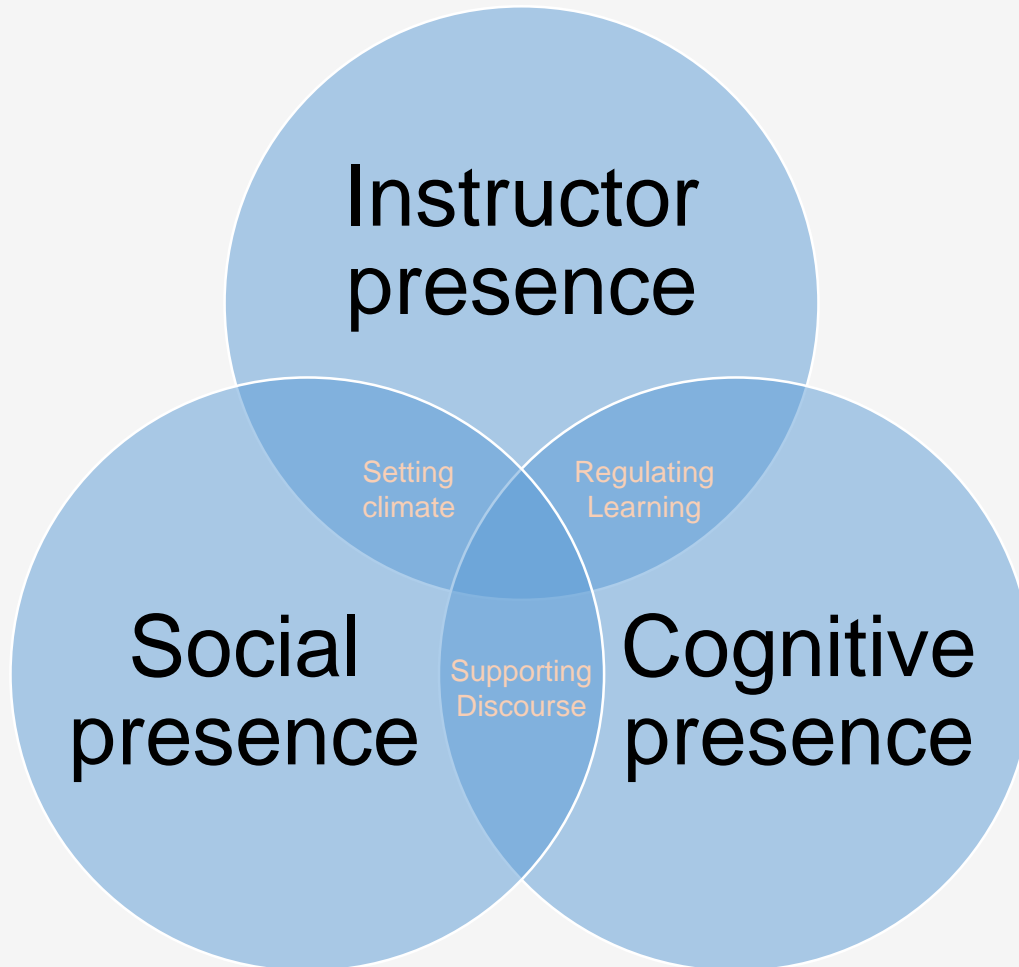 Instructor
presence
Setting
climate
Regulating
Learning
Social
presence
Supporting
Discourse
Cognitive
presence